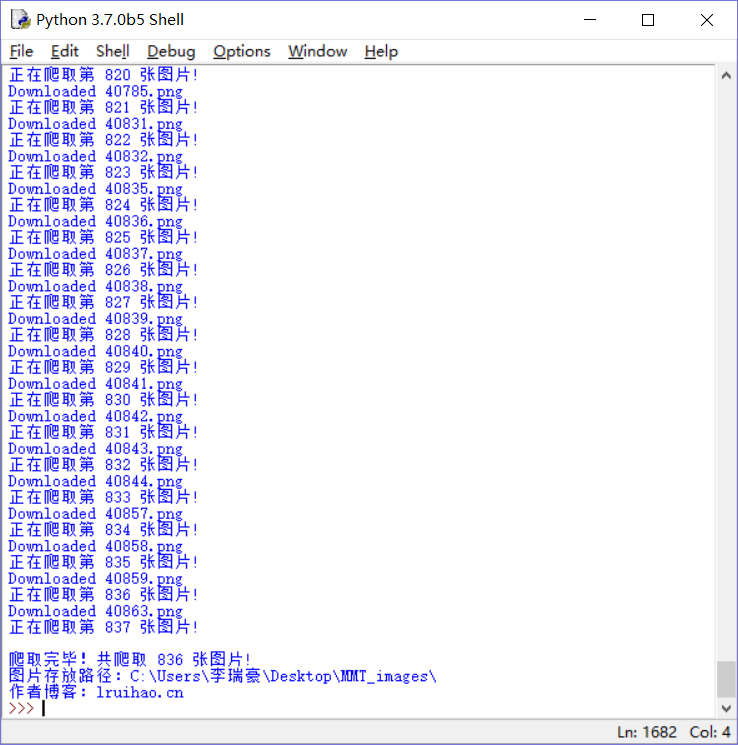 Python 3.7.0b5 Shell
File Edit Shell Debug Options Window Help
正在爬取第 820 张图片!
Downloaded 40785.png
正在爬取第 821 张图片!
Downloaded 40831.png
正在爬取第 822 张图片!
Downloaded 40832.png
正在爬取第 823 张图片!
Downloaded 40835.png
正在爬取第 824 张图片!
Downloaded 40836.png
正在爬取第 825 张图片!
Downloaded 40837.png
正在爬取第 826 张图片!
Downloaded 40838.png
正在爬取第 827 张图片!
Downloaded 40839.png
正在爬取第 828 张图片!
Downloaded 40840.png
正在爬取第 829 张图片!
Downloaded 40841.png
正在爬取第 830 张图片!
Downloaded 40842.png
正在爬取第 831 张图片!
Downloaded 40843.png
正在爬取第 832 张图片!
Downloaded 40844.png
正在爬取第 833 张图片!
Downloaded 40857.png
正在爬取第 834 张图片!
Downloaded 40858.png
正在爬取第 835 张图片!
Downloaded 40859.png
正在爬取第 836 张图片!
Downloaded 40863.png
正在爬取第 837 张图片!
爬取完毕! 共爬取 836 张图片!
图片存放路径: C:\Users\李瑞豪\Desktop\MMT_images\
作者博客: lruihao.cn
>>>
Ln: 1682 Col: 4